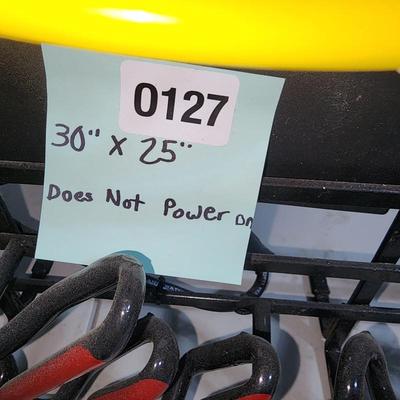 0127
30" x 25"
Does Not Power on